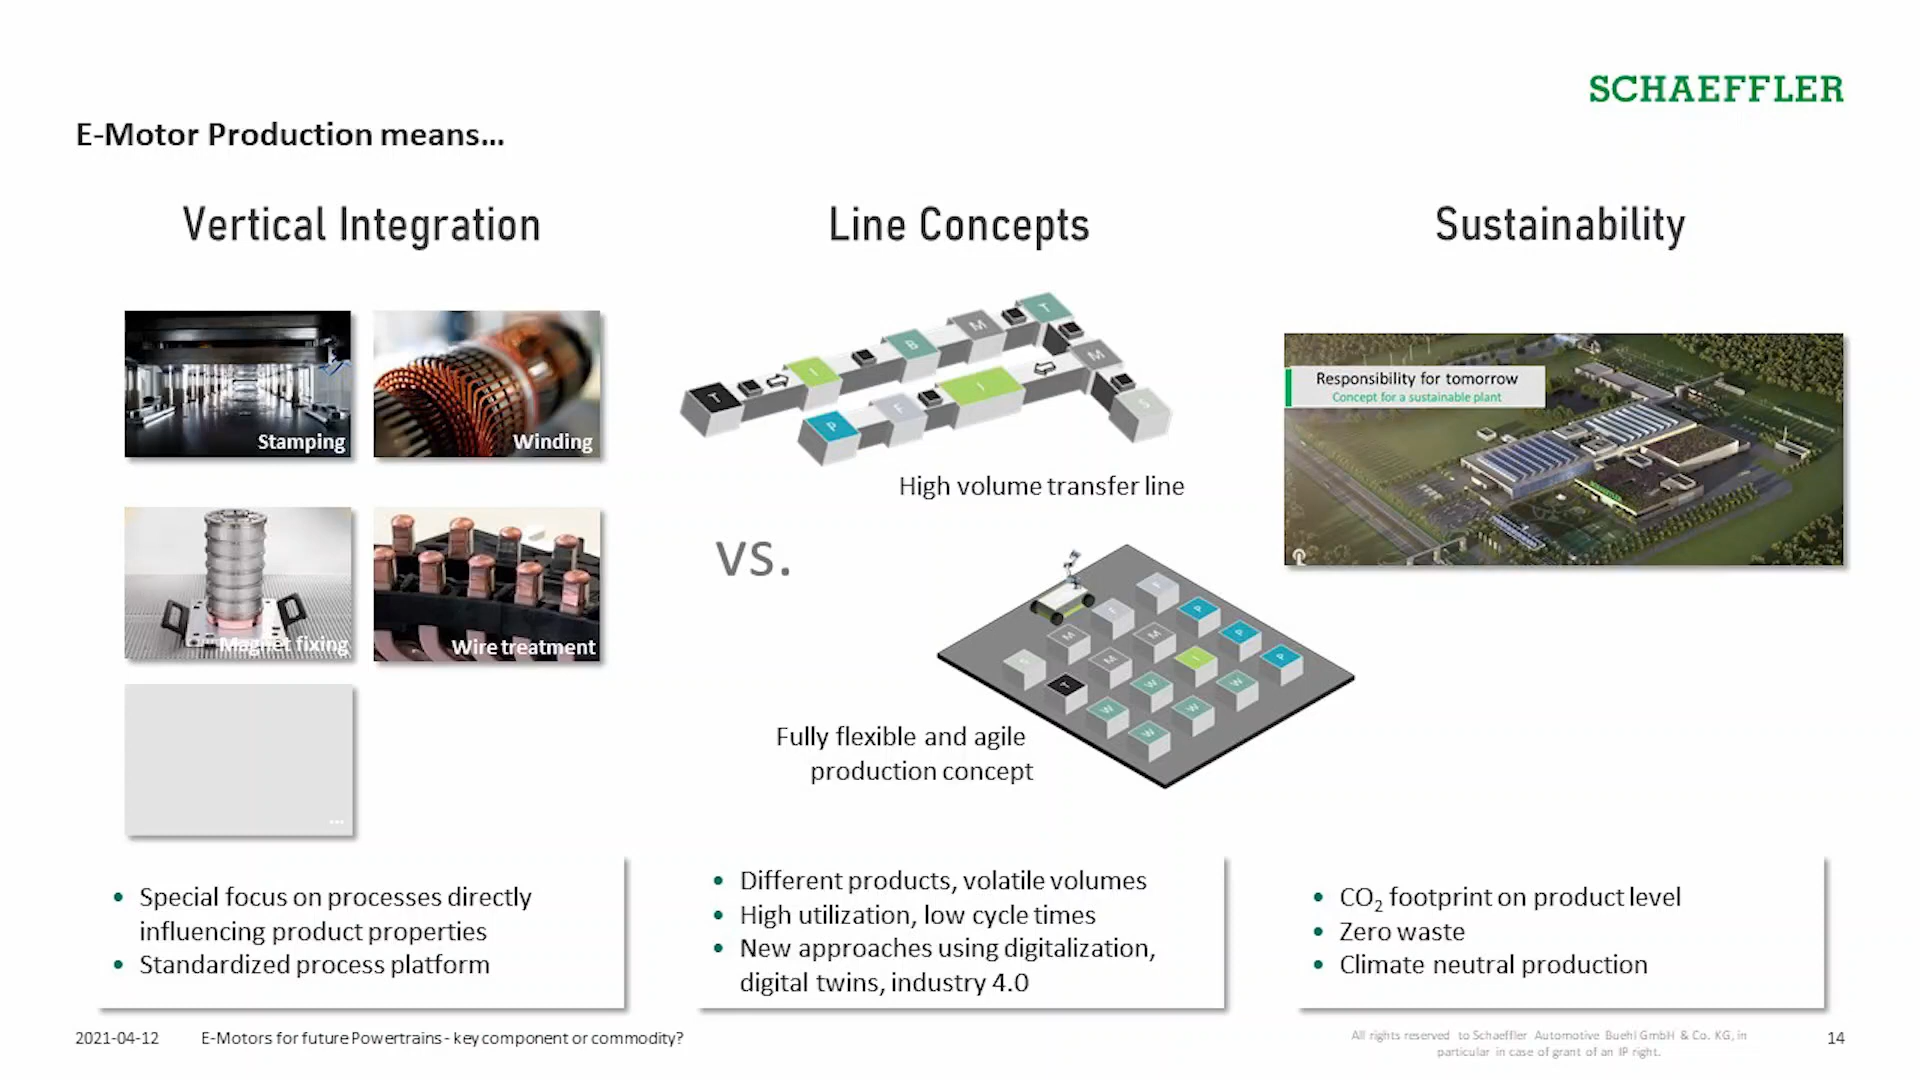 SCHAEFFLER
E-Motor Production means...
Vertical Integration
Stamping
Winding
Magnet fixing
Wire treatment
...
Special focus on processes directly
influencing product properties
Standardized process platform
Line Concepts
T
I
B
M
T
M
S
I
F
P
High volume transfer line
vs.
F
P
F
P
M
M
P
I
M
W
T
W
W
W
W
Fully flexible and agile
production concept
Different products, volatile volumes
High utilization, low cycle times
New approaches using digitalization,
digital twins, industry 4.0
Sustainability
Responsibility for tomorrow
Concept for a sustainable plant
SCHAEFFLER
CO₂ footprint on product level
Zero waste
Climate neutral production
2021-04-12
E-Motors for future Powertrains - key component or commodity?
All rights reserved to Schaeffler Automotive Buehl GmbH & Co. KG, in
particular in case of grant of an IP right.
14